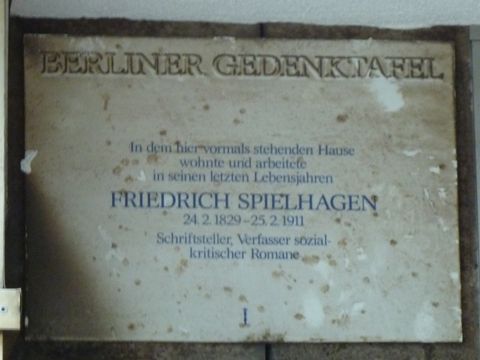 BERLINER GEDENKTAFEL
In dem hier vormals stehenden Hause
wohnte und arbeitete
in seinen letzten Lebensjahren
FRIEDRICH SPIELHAGEN
24. 2. 1829 – 25. 2. 1911
Schriftsteller, Verfasser sozial-
kritischer Romane